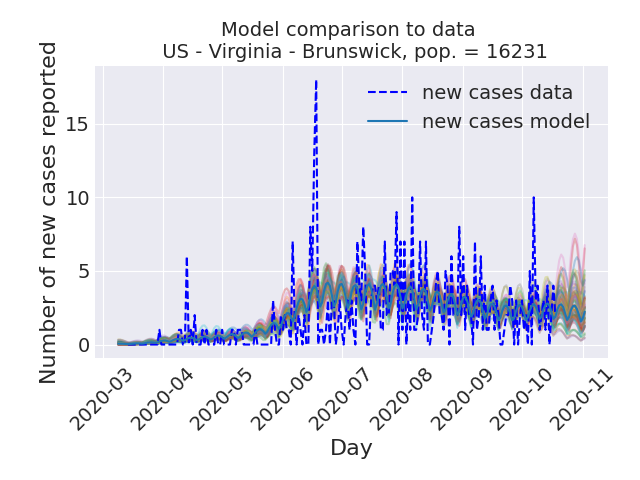 Model comparison to data
US - Virginia - Brunswick, pop. = 16231
new cases data
new cases model
Number of new cases reported
15
10
5
0
2020-03
2020-04
2020-05
2020-06
2020-07
2020-08
2020-09
2020-10
2020-11
Day